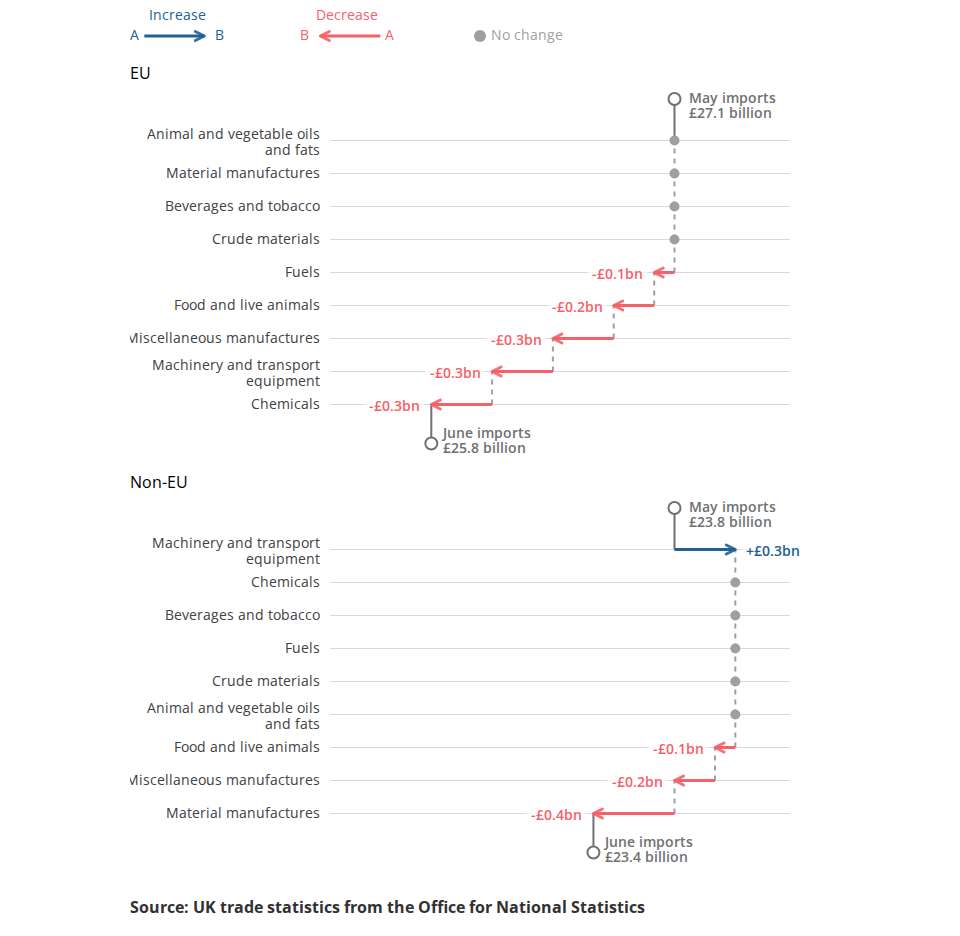 Increase Decrease
A B B A No change
EU
May imports
£27.1 billion
Animal and vegetable oils
and fats
Material manufactures
Beverages and tobacco
Crude materials
Fuels -£0.1bn
Food and live animals -£0.2bn
Miscellaneous manufactures -£0.3bn
Machinery and transport
equipment -£0.3bn
Chemicals -£0.3bn
June imports
£25.8 billion
Non-EU
May imports
£23.8 billion
Machinery and transport
equipment +£0.3bn
Chemicals
Beverages and tobacco
Fuels
Crude materials
Animal and vegetable oils
and fats
Food and live animals -£0.1bn
Miscellaneous manufactures -£0.2bn
Material manufactures -£0.4bn
June imports
£23.4 billion
Source: UK trade statistics from the Office for National Statistics